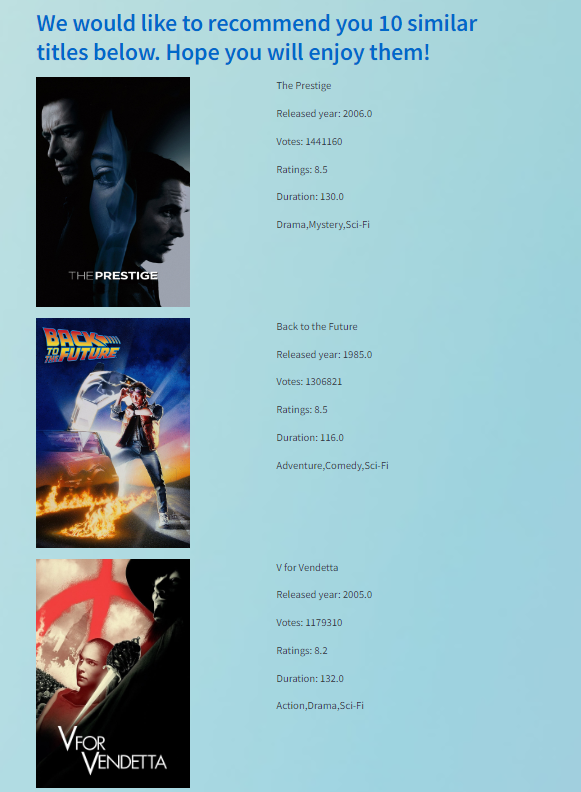 We would like to recommend you 10 similar
titles below. Hope you will enjoy them!
THEPRESTIGE
The Prestige
Released year: 2006.0
Votes: 1441160
Ratings: 8.5
Duration: 130.0
Drama,Mystery,Sci-Fi
BACK
TO THE FUTURE
Back to the Future
Released year: 1985.0
Votes: 1306821
Ratings: 8.5
Duration: 116.0
Adventure,Comedy,Sci-Fi
V FOR
VENDETTA
V for Vendetta
Released year: 2005.0
Votes: 1179310
Ratings: 8.2
Duration: 132.0
Action,Drama,Sci-Fi